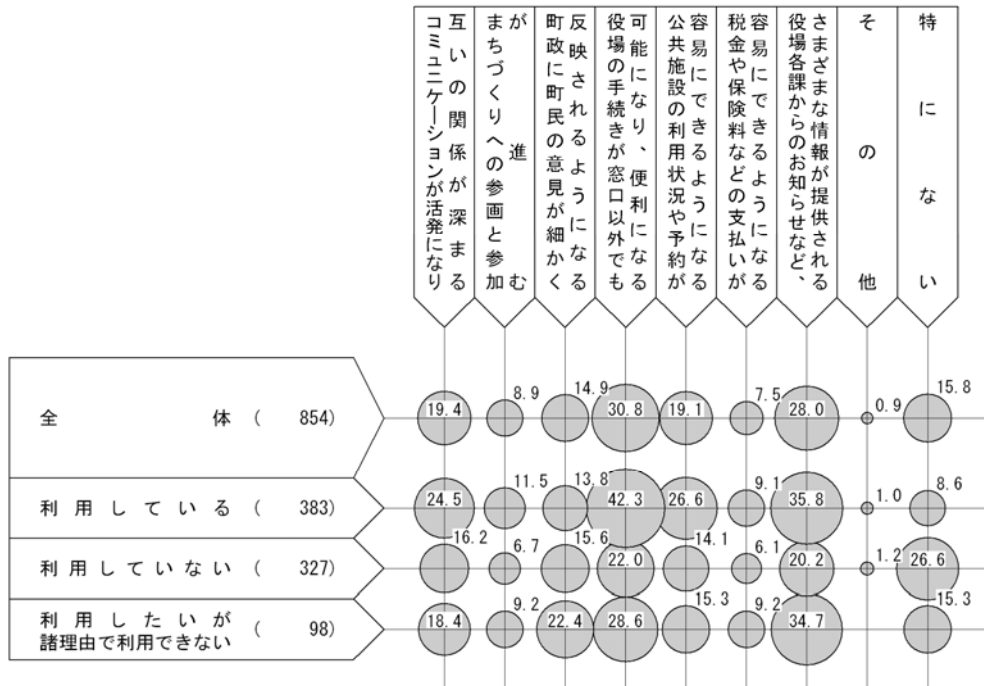 コミュニケーションが活発になり
互いの関係が深まる
まちづくりへの参画と参加
が進む
町政に町民の意見が細かく
反映されるようになる
役場の手続きが窓口以外でも
可能になり、便利になる
公共施設の利用状況や予約が
容易にできるようになる
税金や保険料などの支払いが
容易にできるようになる
役場各課からのお知らせなど、
さまざまな情報が提供される
その他
特にない
全体 ( 854)
19.4 8.9 14.9 30.8 19.1 7.5 28.0 0.9 15.8
利用している ( 383)
24.5 11.5 13.8 42.3 26.6 9.1 35.8 1.0 8.6
利用していない ( 327)
16.2 6.7 15.6 22.0 14.1 6.1 20.2 1.2 26.6
利用したいが
諸理由で利用できない ( 98)
18.4 9.2 22.4 28.6 15.3 9.2 34.7 15.3